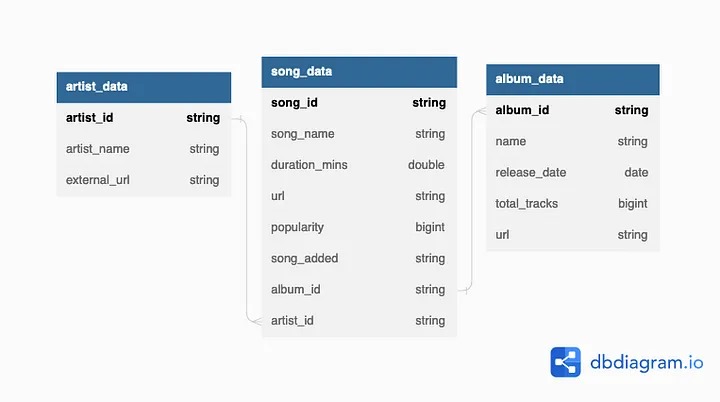 artist_data
artist_id string
artist_name string
external_url string
song_data
song_id string
song_name string
duration_mins double
url string
popularity bigint
song_added string
album_id string
artist_id string
album_data
album_id string
name string
release_date date
total_tracks bigint
url string
dbdiagram.io